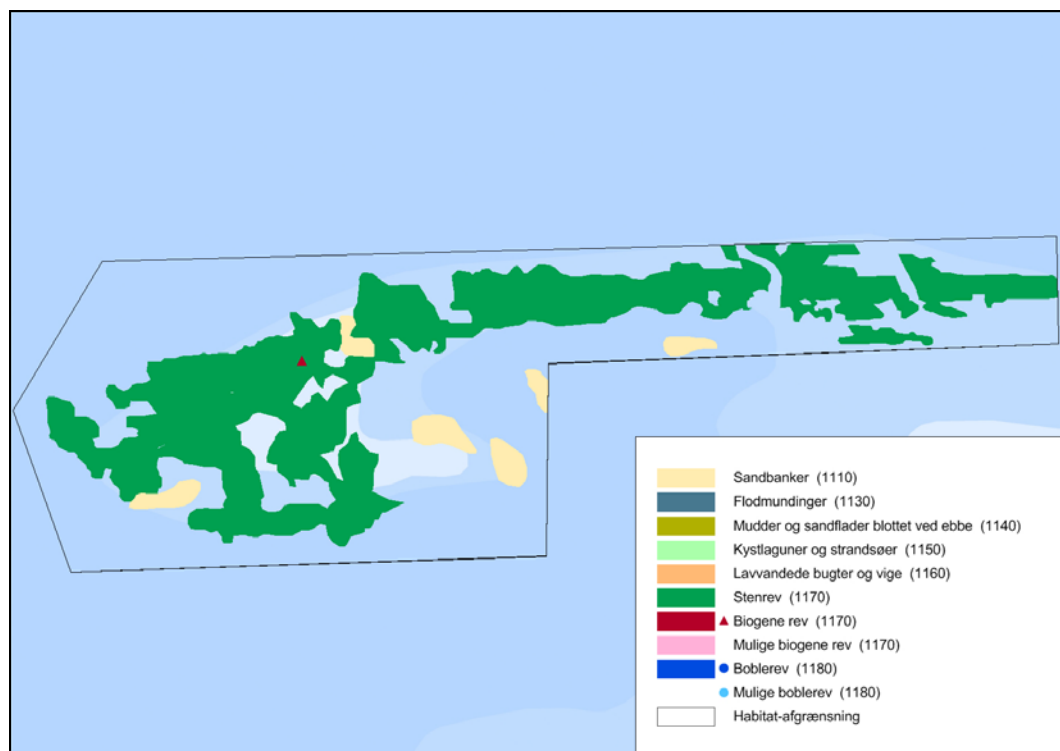 Sandbanker (1110)
Flodmundinger (1130)
Mudder og sandflader blottet ved ebbe (1140)
Kystlaguner og strandsøer (1150)
Lavvandede bugter og vige (1160)
Stenrev (1170)
Biogene rev (1170)
Mulige biogene rev (1170)
Boblerev (1180)
Mulige boblerev (1180)
Habitat-afgrænsning